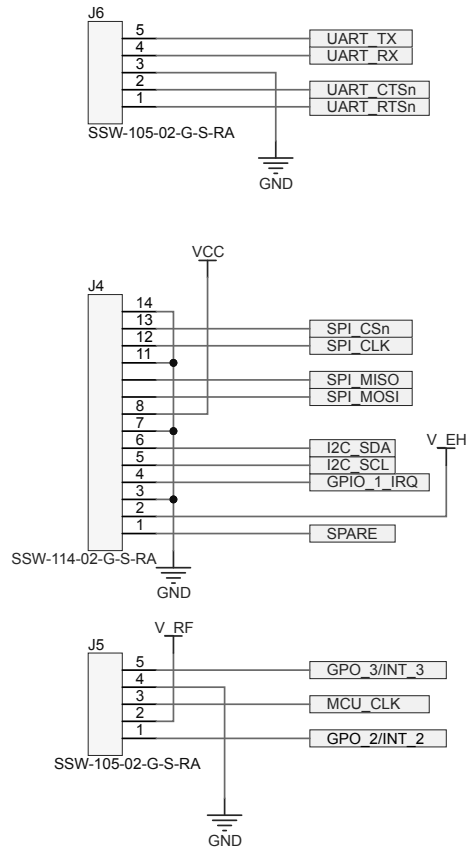 J6
5 UART_TX
4 UART_RX
3
2 UART_CTSn
1 UART_RTSn
SSW-105-02-G-S-RA
GND
VCC
J4
14
13 SPI_CSn
12 SPI_CLK
11
SPI_MISO
SPI_MOSI
8
7
V_EH
6 I2C_SDA
5 I2C_SCL
4 GPIO_1_IRQ
3
2
1 SPARE
SSW-114-02-G-S-RA
GND
V_RF
J5
5 GPO_3/INT_3
4
3 MCU_CLK
2
1 GPO_2/INT_2
SSW-105-02-G-S-RA
GND